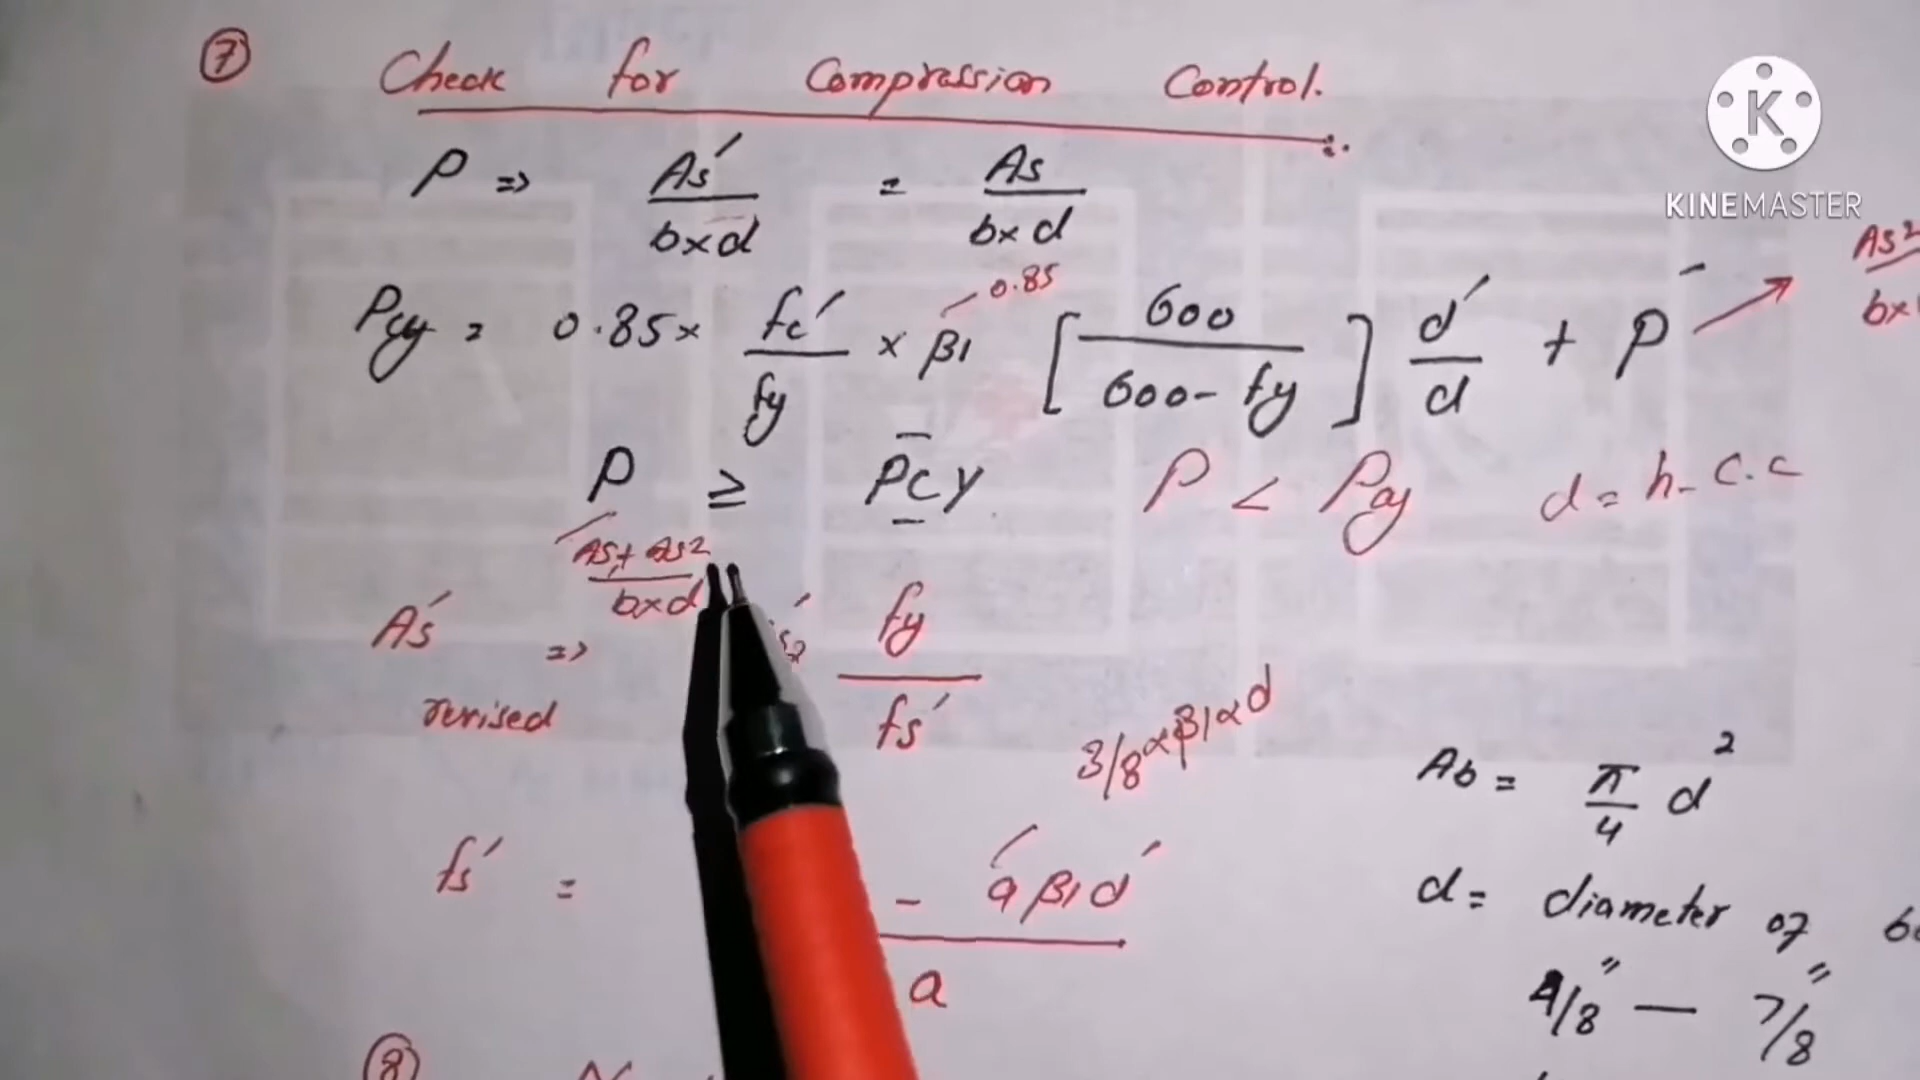 7 Check for Compression Control.
ρ => As' / b×d = As / b×d
ρcy = 0.85 × fc' / fy × β1 0.85 [ 600 / 600 - fy ] d' / d + ρ' → As2 / b×
ρ ≥ ρcy ρ < ρcy d = h - c.c
As1 + As2 / b×d
As' revised => fy / fs'
3/8 × β1 × d
Ab = π/4 d²
fs' = - aβ1d' / a
d = diameter of
4/8" — 7/8"
8
KINEMASTER